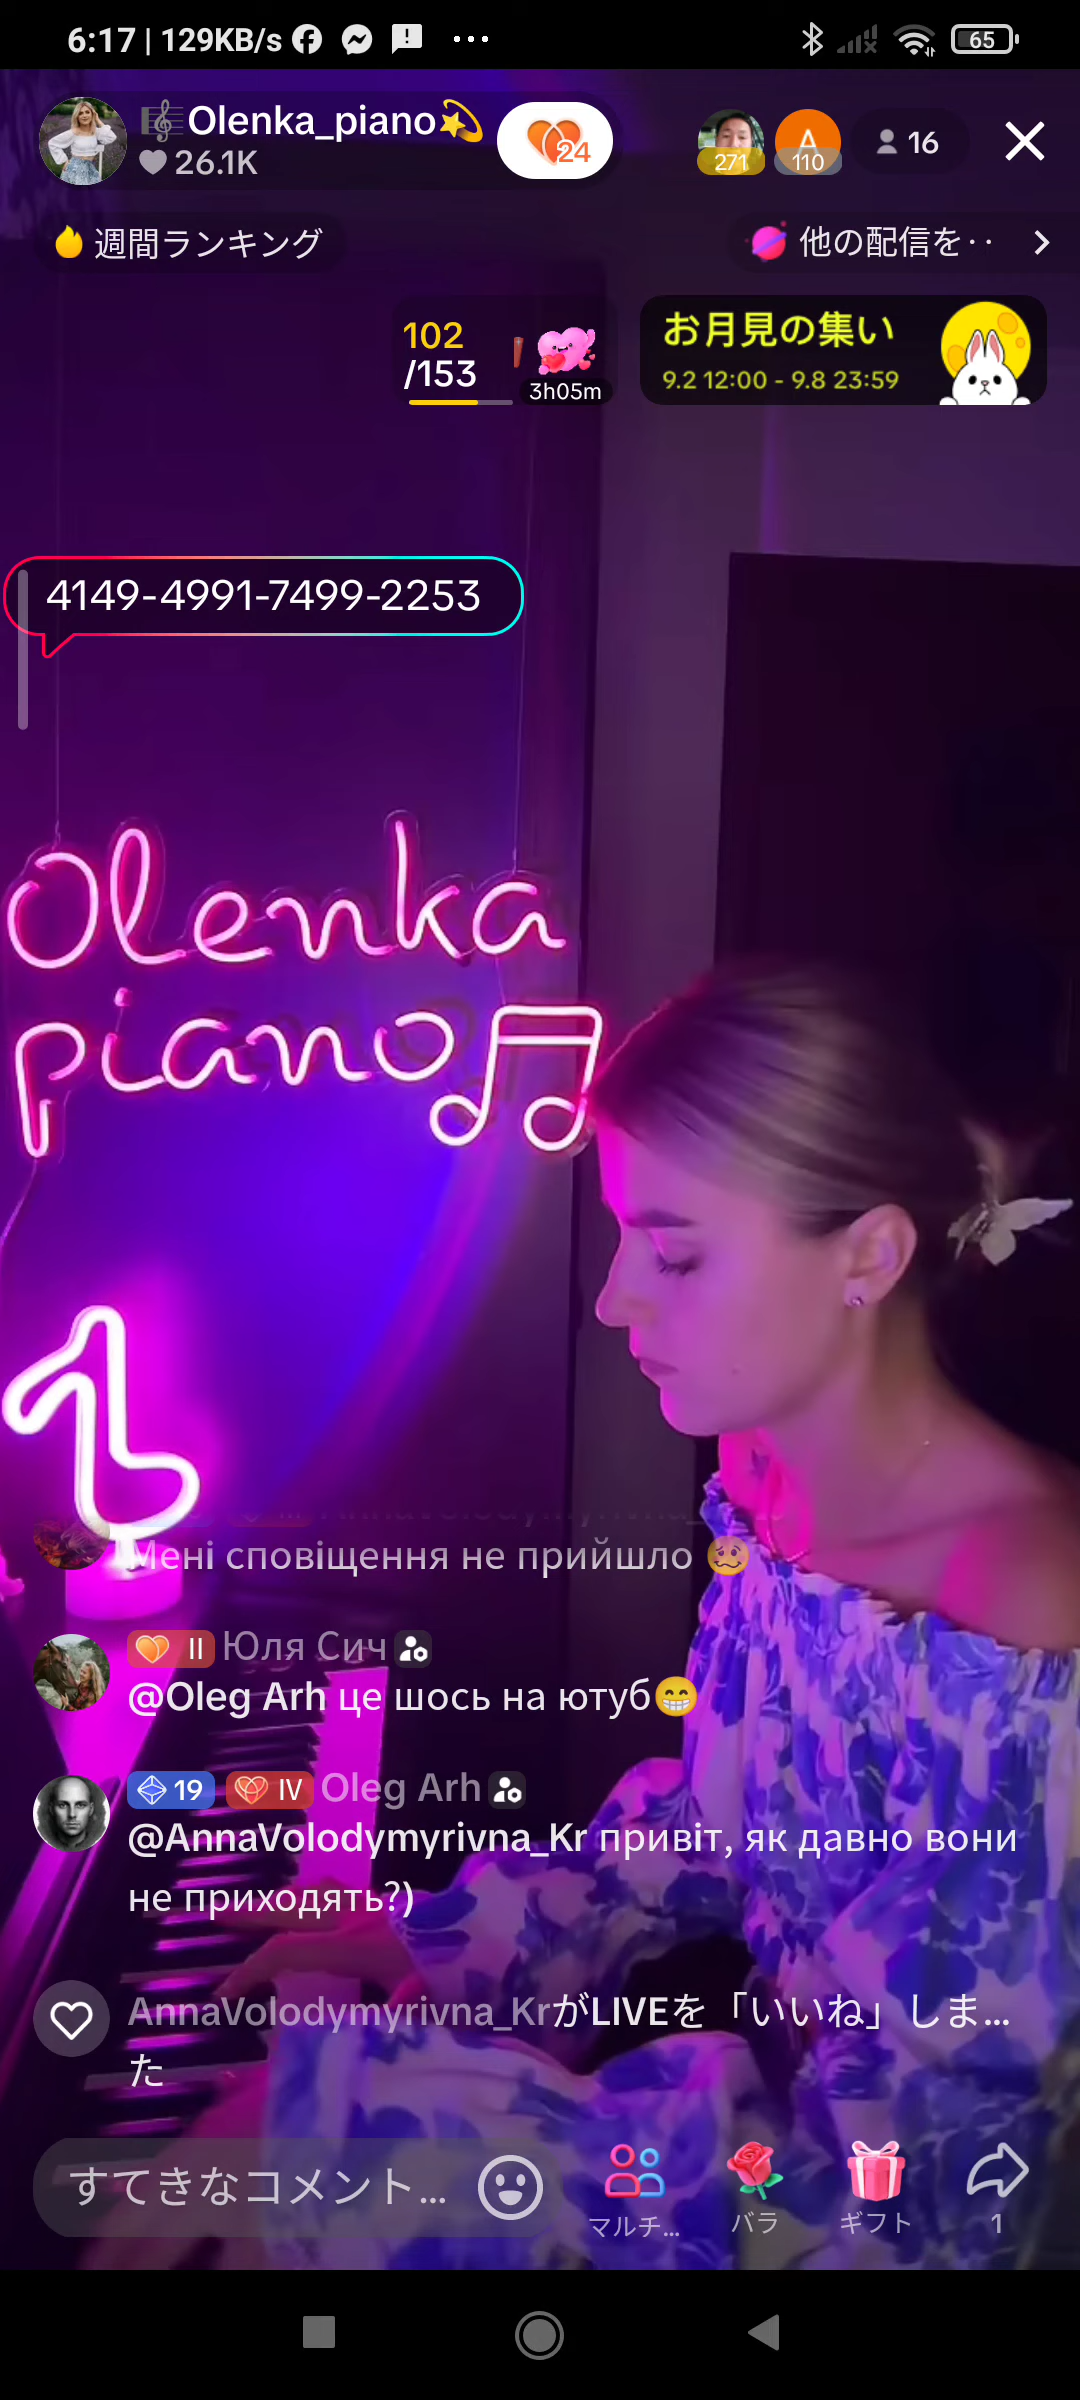 6:17 | 129KB/s
65
Olenka_piano
26.1K
24
271
110
16
週間ランキング
他の配信を‥
102
/153
3h05m
お月見の集い
9.2 12:00 - 9.8 23:59
4149-4991-7499-2253
Olenka
piano
Мені сповіщення не прийшло
II Юля Сич
@Oleg Arh це шось на ютуб
19 IV Oleg Arh
@AnnaVolodymyrivna_Kr привіт, як давно вони
не приходять?)
AnnaVolodymyrivna_KrがLIVEを「いいね」しま...
た
すてきなコメント...
マルチ...
バラ
ギフト
1